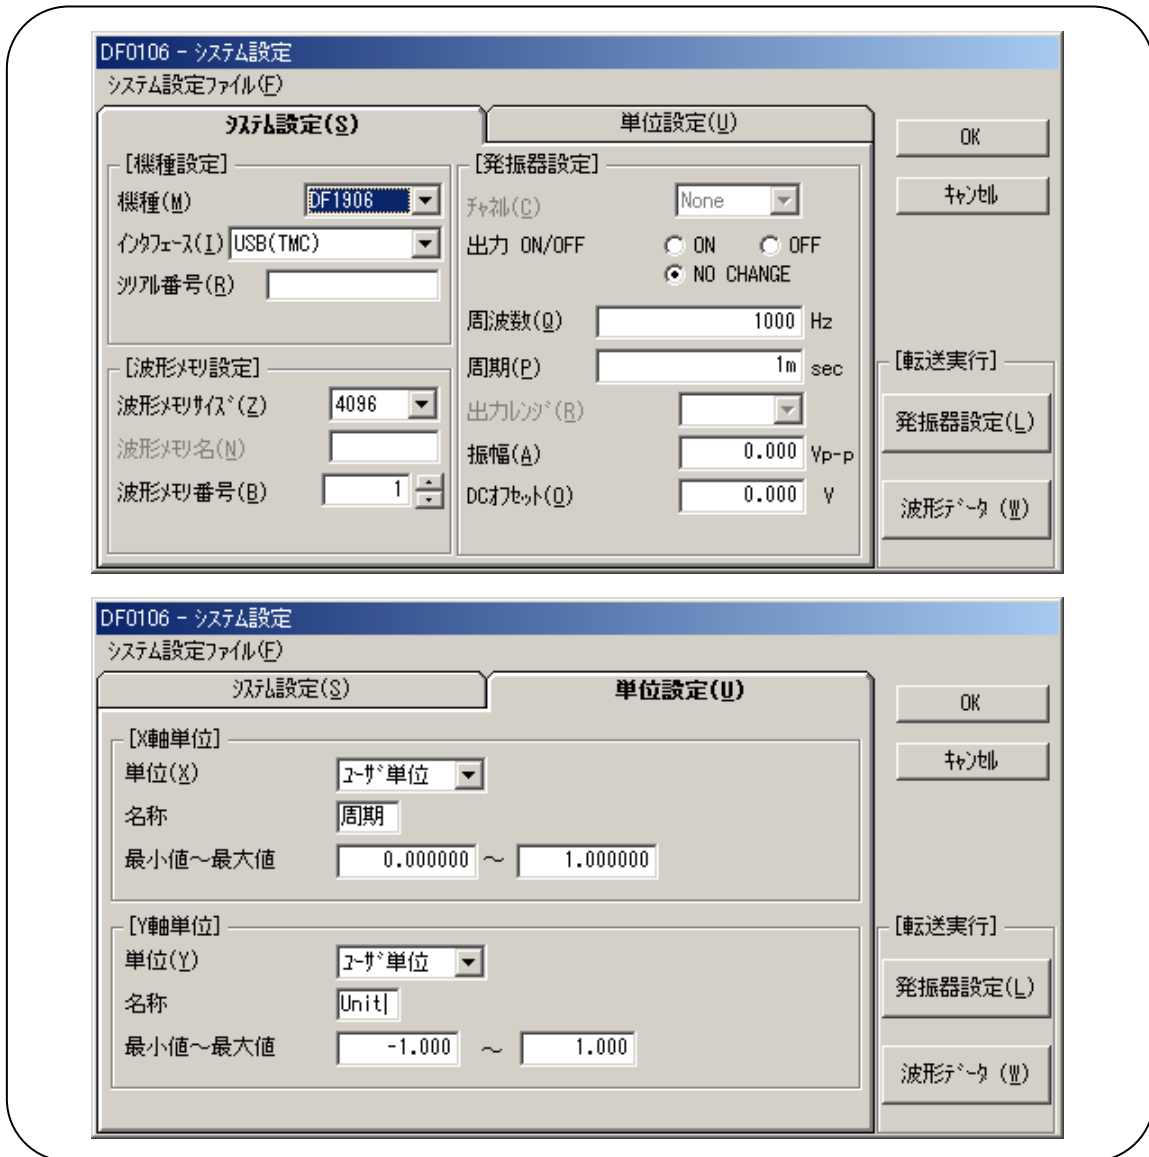 DF0106 - システム設定
システム設定ファイル(F)
システム設定(S)
単位設定(U)
[機種設定]
機種(M) DF1906
インタフェース(I) USB(TMC)
シリアル番号(R)
[波形メモリ設定]
波形メモリサイズ(Z) 4096
波形メモリ名(N)
波形メモリ番号(B) 1
[発振器設定]
チャネル(C) None
出力 ON/OFF ON OFF
NO CHANGE
周波数(Q) 1000 Hz
周期(P) 1m sec
出力レンジ(R)
振幅(A) 0.000 Vp-p
DCオフセット(O) 0.000 V
OK
キャンセル
[転送実行]
発振器設定(L)
波形データ (W)
DF0106 - システム設定
システム設定ファイル(F)
システム設定(S)
単位設定(U)
[X軸単位]
単位(X) ユーザ単位
名称 周期
最小値～最大値 0.000000 ～ 1.000000
[Y軸単位]
単位(Y) ユーザ単位
名称 Unit
最小値～最大値 -1.000 ～ 1.000
OK
キャンセル
[転送実行]
発振器設定(L)
波形データ (W)